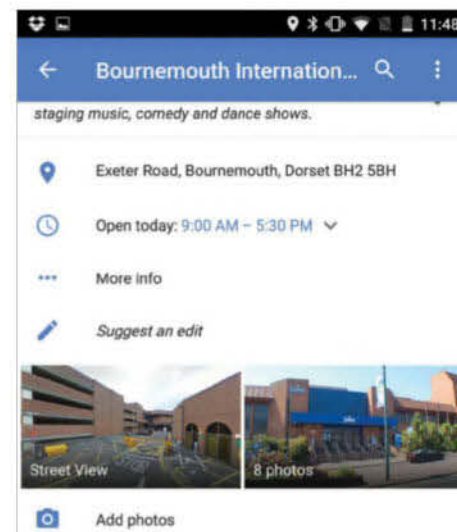 11:48
Bournemouth Internation...
staging music, comedy and dance shows.
Exeter Road, Bournemouth, Dorset BH2 5BH
Open today: 9:00 AM – 5:30 PM
More info
Suggest an edit
Street View
8 photos
Add photos